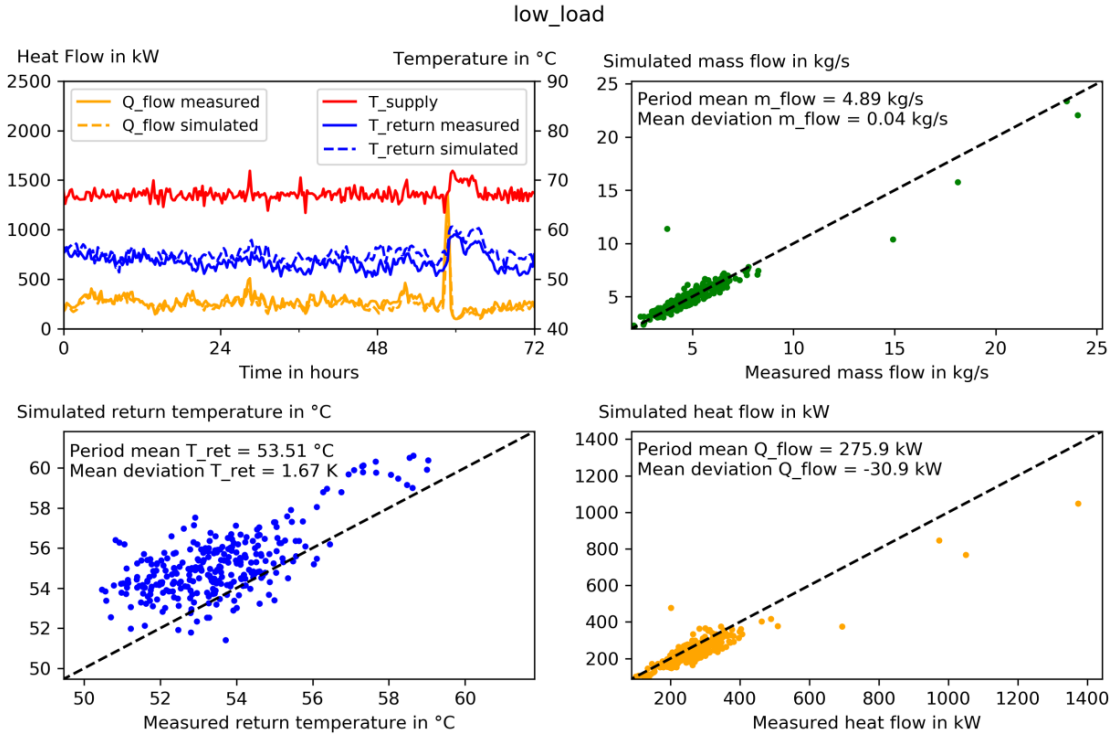 low_load
Heat Flow in kW
Temperature in °C
2500
2000
1500
1000
500
0
90
80
70
60
50
40
Q_flow measured
Q_flow simulated
T_supply
T_return measured
T_return simulated
0
24
48
72
Time in hours
Simulated mass flow in kg/s
25
20
15
10
5
Period mean m_flow = 4.89 kg/s
Mean deviation m_flow = 0.04 kg/s
5
10
15
20
25
Measured mass flow in kg/s
Simulated return temperature in °C
60
58
56
54
52
50
Period mean T_ret = 53.51 °C
Mean deviation T_ret = 1.67 K
50
52
54
56
58
60
Measured return temperature in °C
Simulated heat flow in kW
1400
1200
1000
800
600
400
200
Period mean Q_flow = 275.9 kW
Mean deviation Q_flow = -30.9 kW
200
400
600
800
1000
1200
1400
Measured heat flow in kW